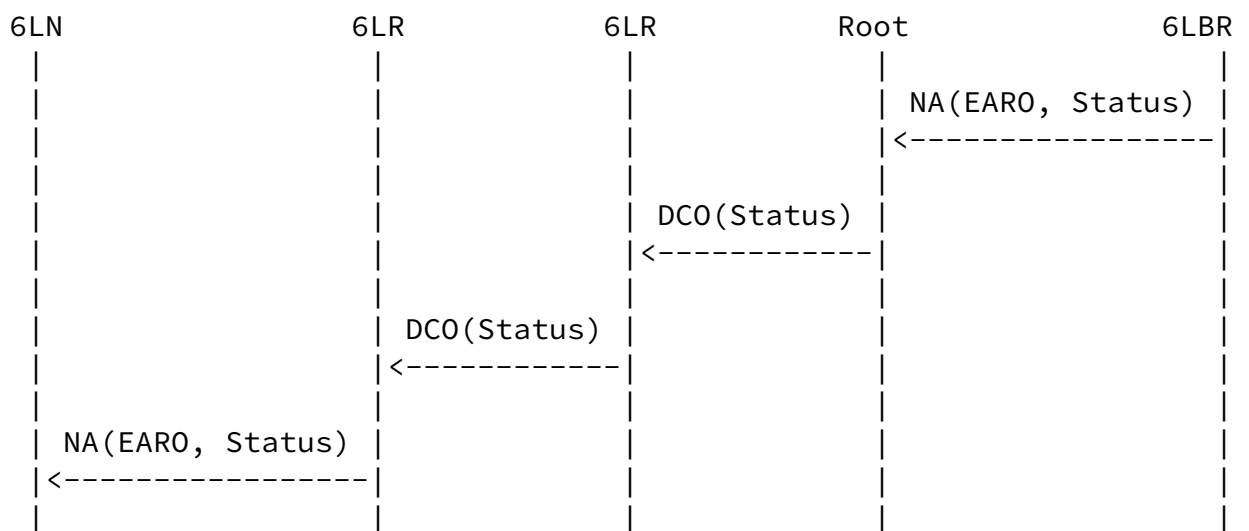 6LN 6LR 6LR Root 6LBR
NA(EARO, Status)
DCO(Status)
DCO(Status)
NA(EARO, Status)